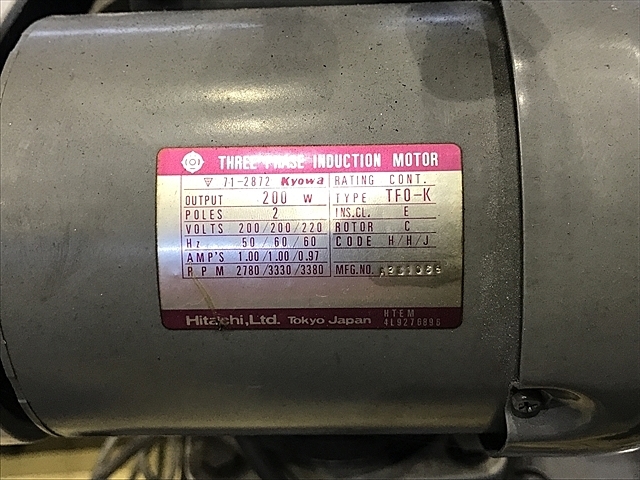 THREE PHASE INDUCTION MOTOR
▽ 71-2872 Kyowa RATING CONT.
OUTPUT 200 W TYPE TFO-K
POLES 2 INS.CL. E
VOLTS 200/200/220 ROTOR C
Hz 50/60/60 CODE H/H/J
AMP'S 1.00/1.00/0.97
RPM 2780/3330/3380 MFG.NO.
Hitachi,Ltd. Tokyo Japan HTEM
4L9276896